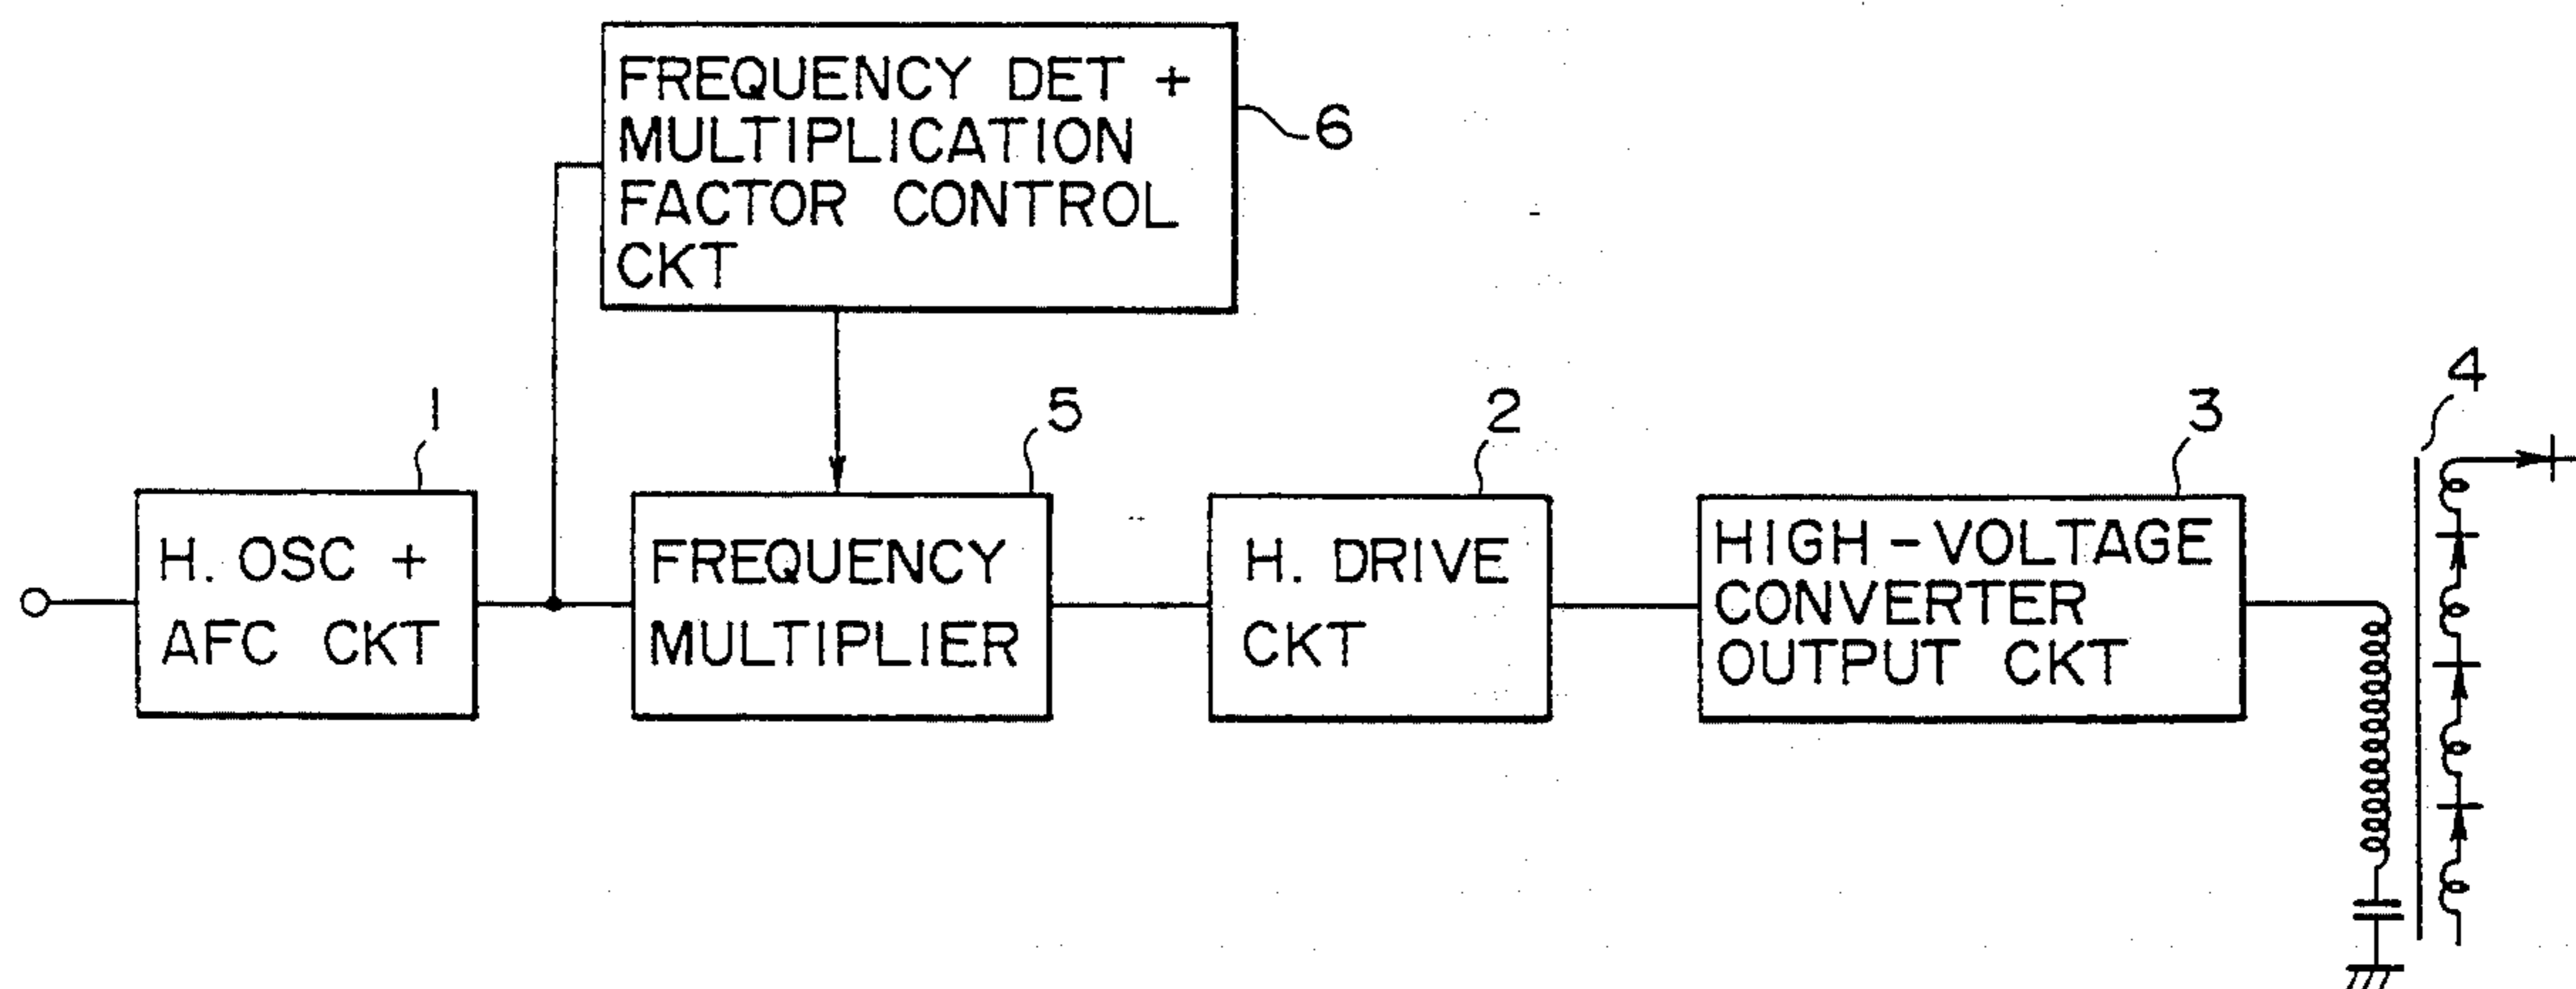 FREQUENCY DET +
MULTIPLICATION
FACTOR CONTROL
CKT
6
1
5
2
3
4
H. OSC +
AFC CKT
FREQUENCY
MULTIPLIER
H. DRIVE
CKT
HIGH-VOLTAGE
CONVERTER
OUTPUT CKT